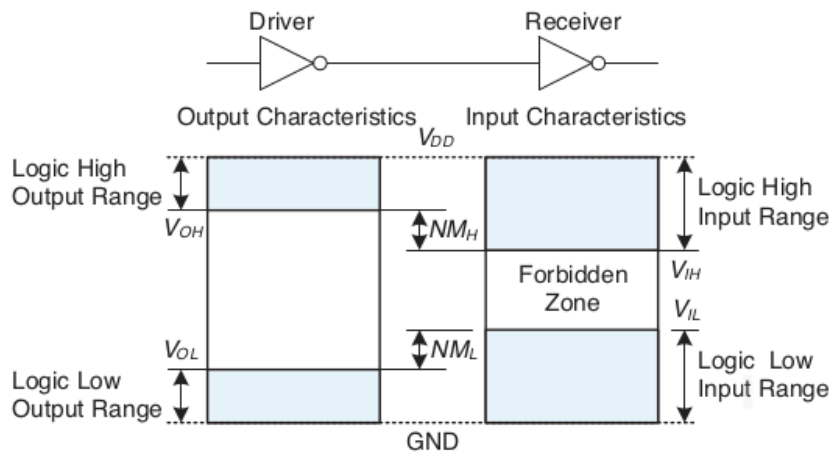 Driver
Receiver
Output Characteristics
Input Characteristics
VDD
Logic High
Output Range
Logic High
Input Range
VOH
NMH
Forbidden
Zone
VIH
VIL
VOL
NML
Logic Low
Output Range
Logic Low
Input Range
GND